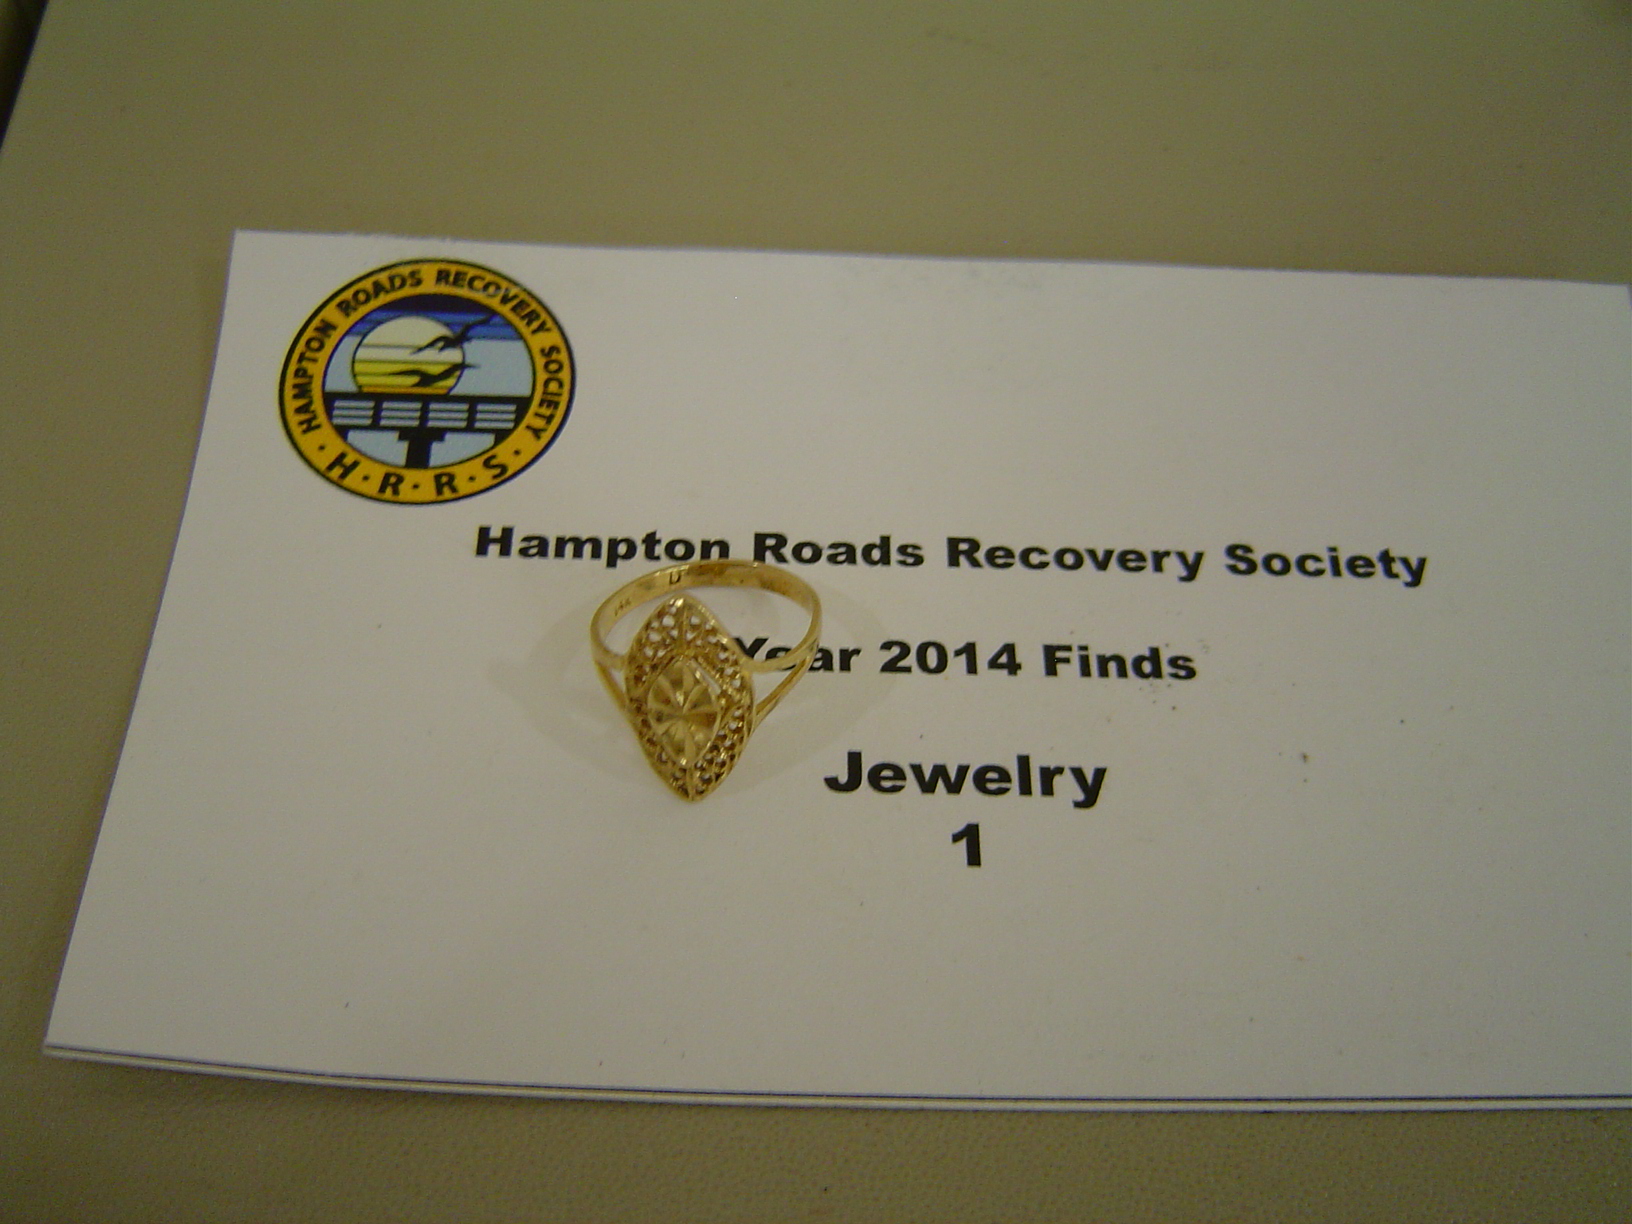 HAMPTON ROADS RECOVERY SOCIETY
· H · R · R · S ·
Hampton Roads Recovery Society
Year 2014 Finds
Jewelry
1